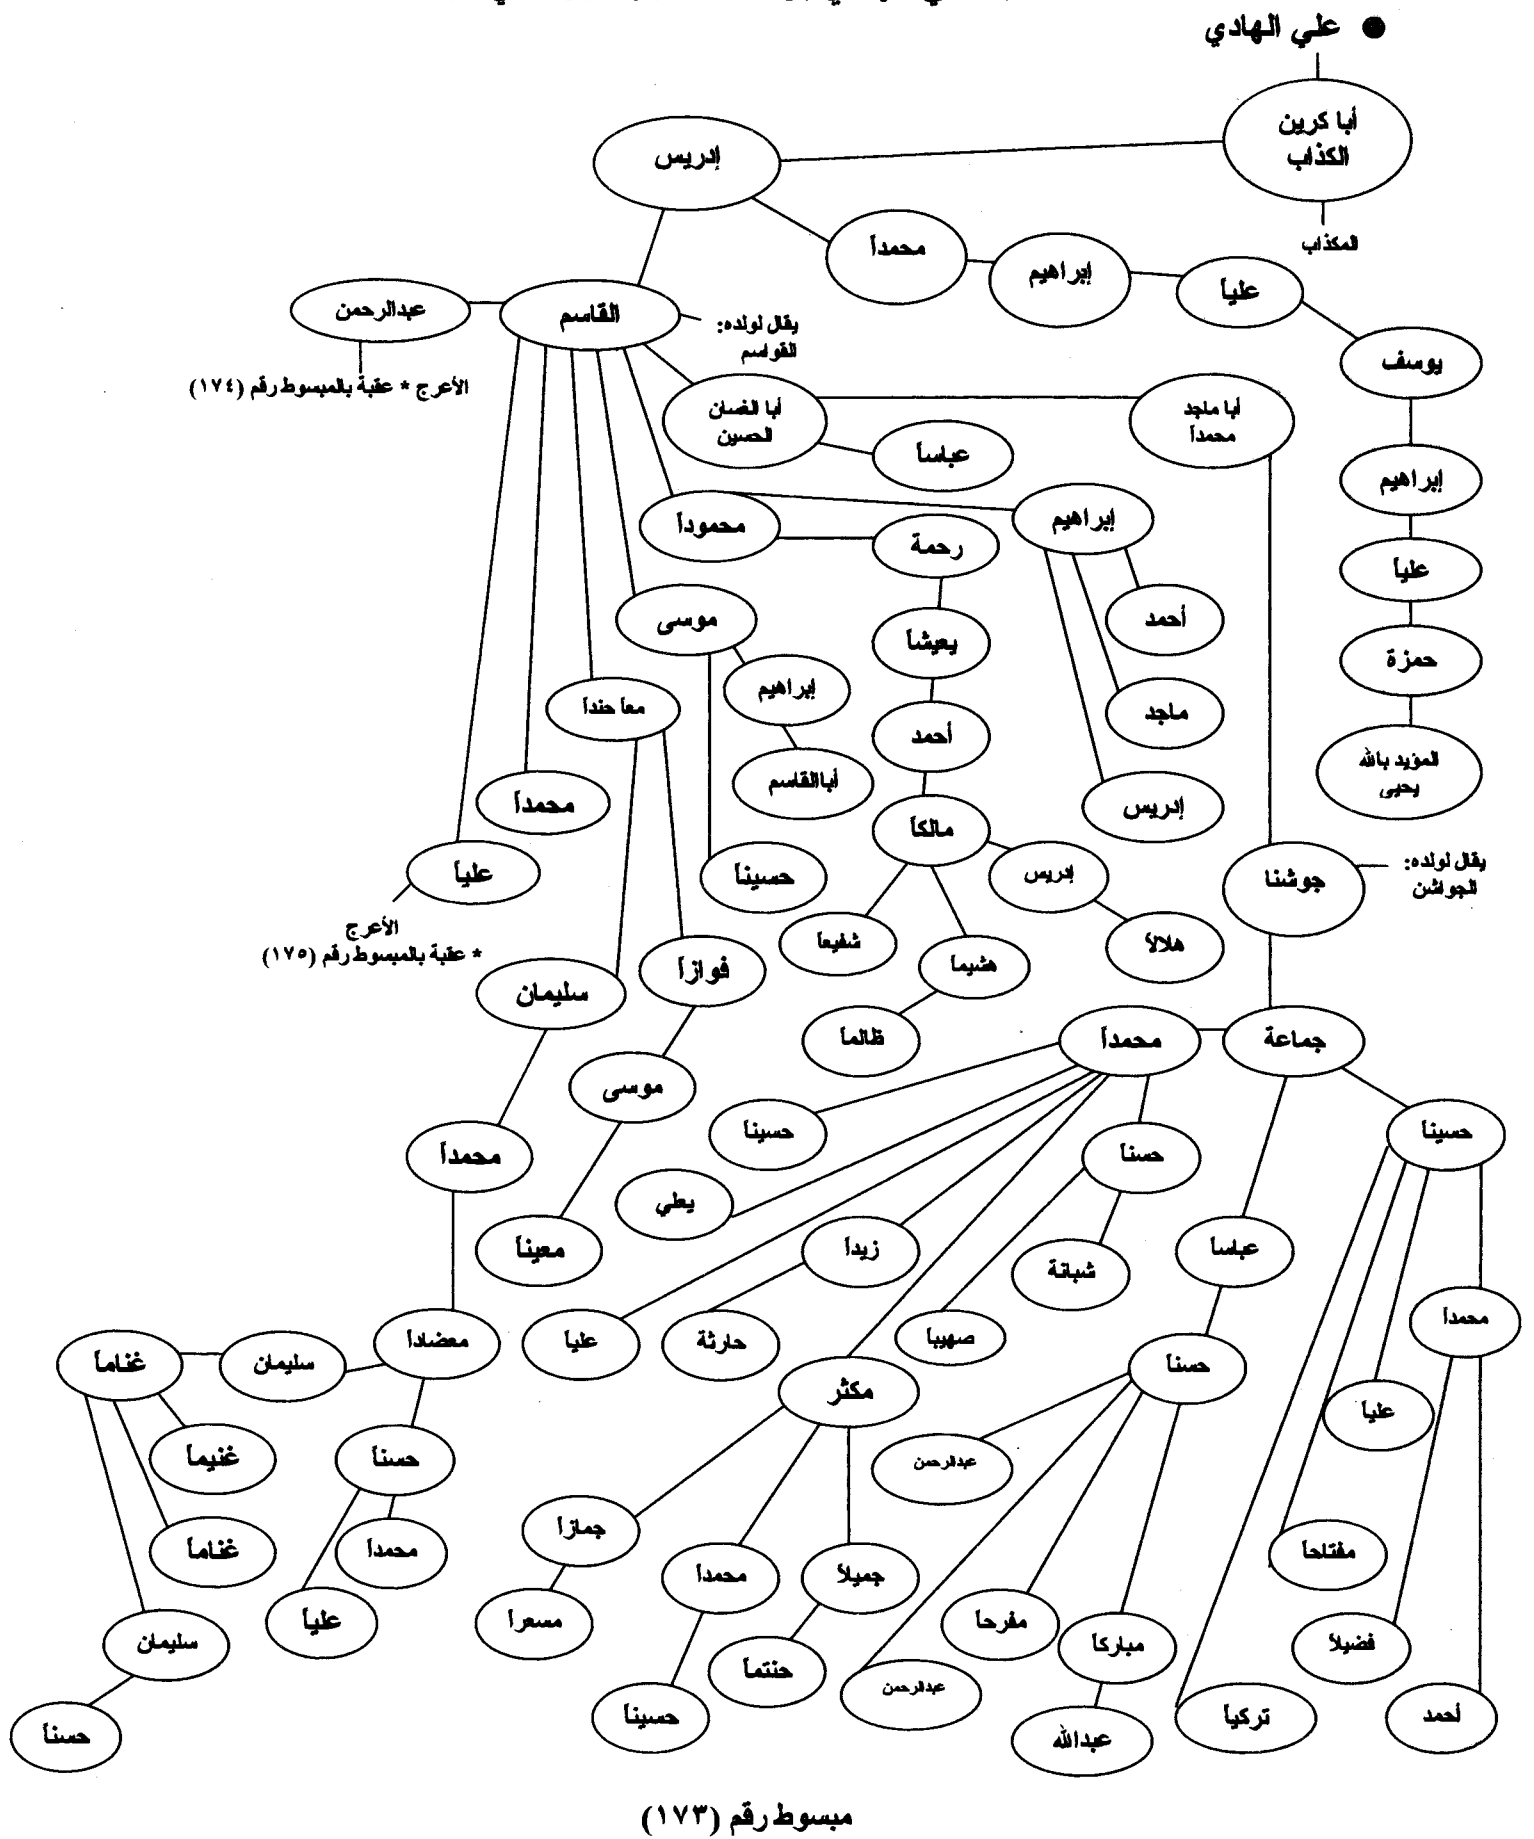 علي الهادي
أبا كرين
الكذاب
المكذاب
إدريس
محمداً
إبراهيم
علياً
يوسف
إبراهيم
علياً
حمزة
المؤيد بالله
يحيى
القاسم
يقال لولده:
القواسم
عبدالرحمن
الأعرج * عقبة بالمبسوط رقم (١٧٤)
أبا الغسان
الحسين
أبا ماجد
محمداً
عباساً
محموداً
رحمة
إبراهيم
أحمد
ماجد
إدريس
يعيشاً
أحمد
مالكاً
إدريس
هلالاً
شفيعاً
هشيماً
ظالماً
موسى
إبراهيم
أباالقاسم
حسيناً
معاً حنداً
محمداً
علياً
الأعرج
* عقبة بالمبسوط رقم (١٧٥)
فوازاً
سليمان
موسى
معيناً
محمداً
معضاداً
سليمان
غناماً
غنيماً
غناماً
سليمان
حسناً
حسناً
محمداً
علياً
جوشنا
يقال لولده:
الجواشن
جماعة
محمداً
حسيناً
حسيناً
يعلي
علياً
زيداً
حارثة
حسناً
شبانة
صهيباً
مكثر
جمازاً
مسعراً
محمداً
حسيناً
جميلاً
حنتماً
عباساً
حسناً
عبدالرحمن
عبدالرحمن
مفرحاً
مباركاً
عبدالله
محمداً
علياً
مفتاحاً
تركياً
فضيلاً
أحمد
مبسوط رقم (١٧٣)